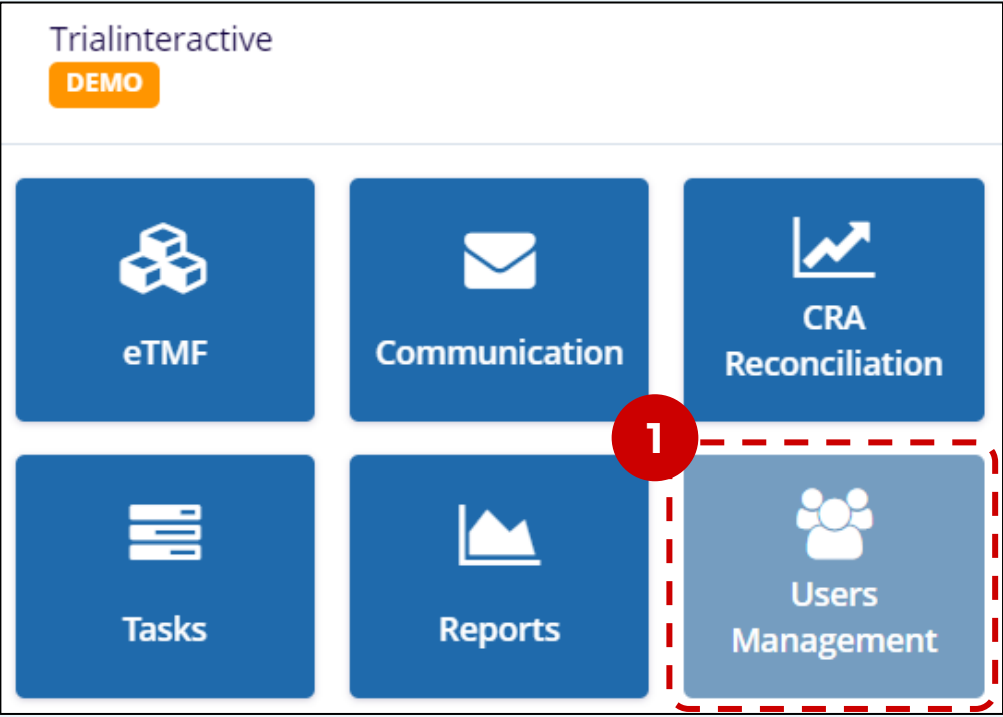 Trialinteractive
DEMO
eTMF
Communication
CRA
Reconciliation
1
Tasks
Reports
Users
Management